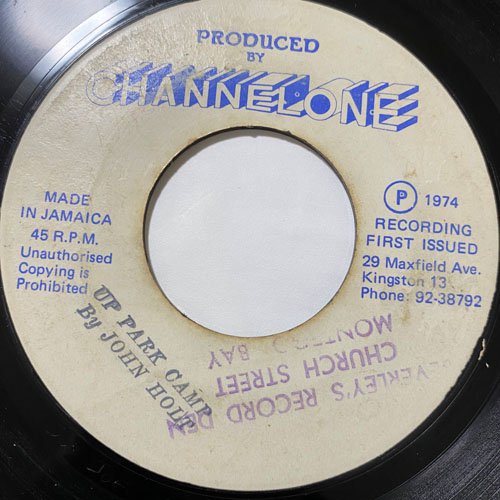 PRODUCED
BY
CHANNEL ONE
MADE
IN JAMAICA
45 R.P.M.
Unauthorised
Copying is
Prohibited
P 1974
RECORDING
FIRST ISSUED
29 Maxfield Ave.
Kingston 13
Phone: 92-38792
UP PARK CAMP
By JOHN HOLT
BEVERLEY'S RECORD DEN
CHURCH STREET
MONTEGO BAY